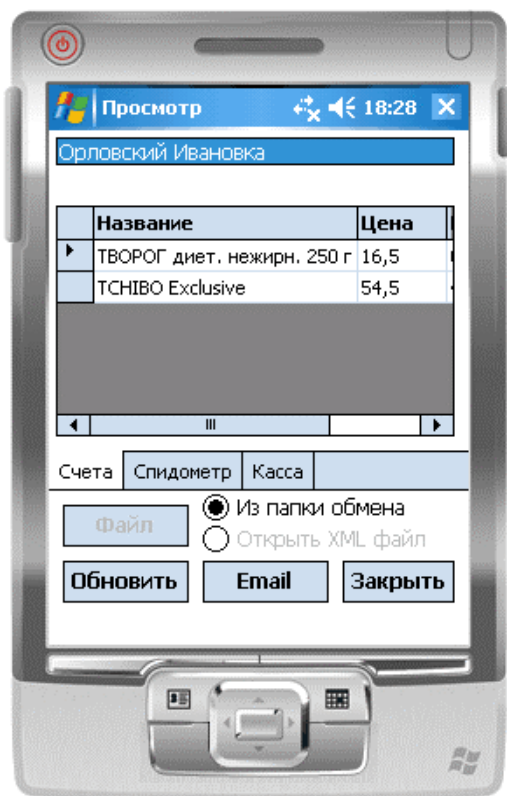 Просмотр 18:28
Орловский Ивановка
Название Цена
ТВОРОГ диет. нежирн. 250 г 16,5
TCHIBO Exclusive 54,5
Счета Спидометр Касса
Файл
Из папки обмена
Открыть XML файл
Обновить Email Закрыть